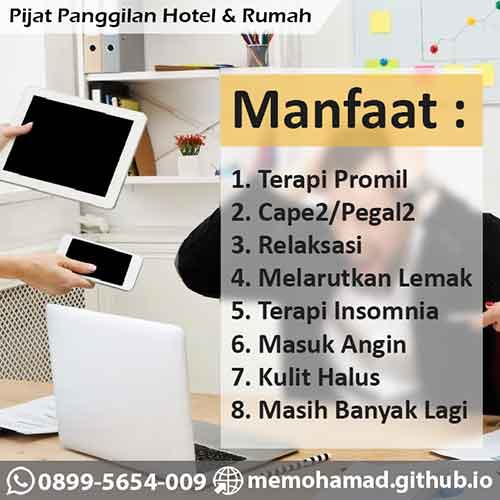 Pijat Panggilan Hotel & Rumah
Manfaat :
1. Terapi Promil
2. Cape2/Pegal2
3. Relaksasi
4. Melarutkan Lemak
5. Terapi Insomnia
6. Masuk Angin
7. Kulit Halus
8. Masih Banyak Lagi
0899-5654-009 memohamad.github.io